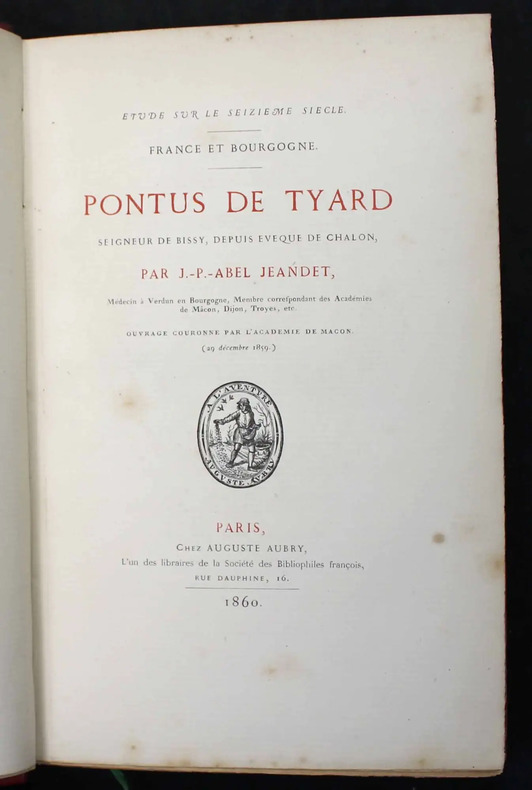 ETUDE SUR LE SEIZIEME SIECLE.
FRANCE ET BOURGOGNE.
PONTUS DE TYARD
SEIGNEUR DE BISSY, DEPUIS EVEQUE DE CHALON,
PAR J.-P.-ABEL JEANDET,
Médecin à Verdun en Bourgogne, Membre correſpondant des Académies
de Mâcon, Dijon, Troyes, etc.
OUVRAGE COURONNE PAR L'ACADEMIE DE MACON.
(29 décembre 1859.)
A L'AVENTURE
AUGUSTE AUBRY
PARIS,
CHEZ AUGUSTE AUBRY,
L'un des libraires de la Société des Bibliophiles françois,
RUE DAUPHINE, 16.
1860.